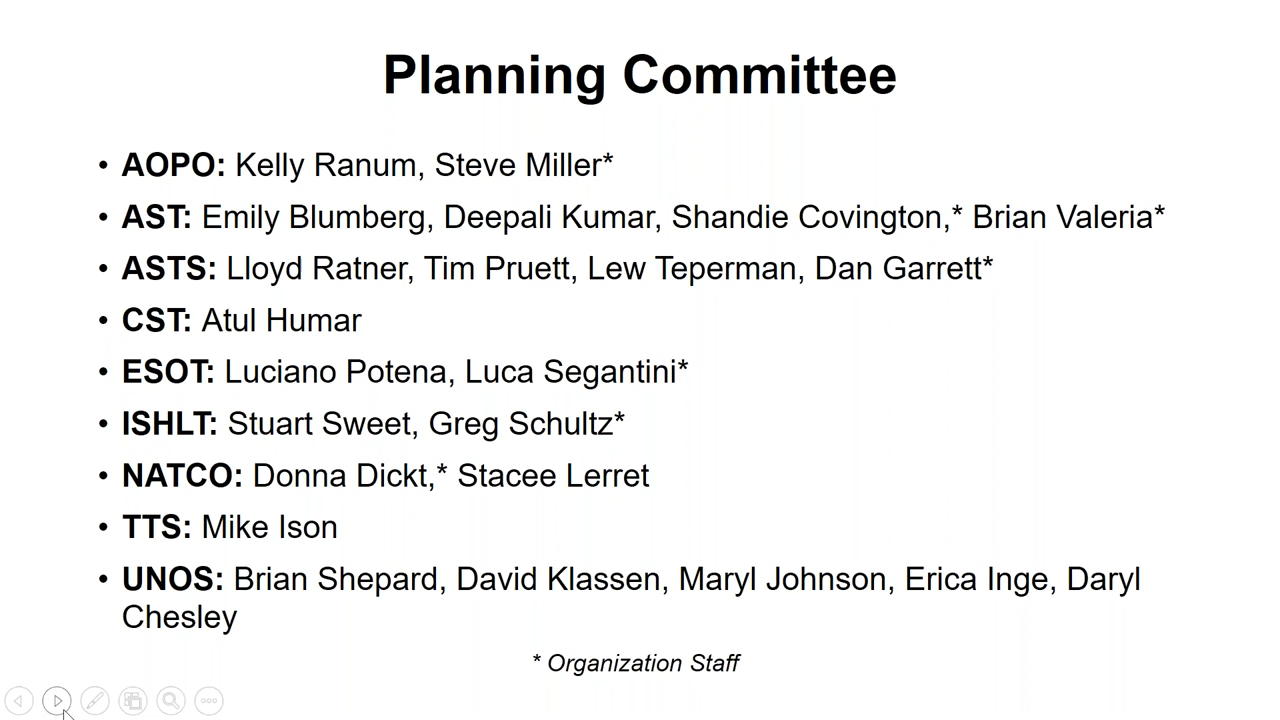 Planning Committee
• AOPO: Kelly Ranum, Steve Miller*
• AST: Emily Blumberg, Deepali Kumar, Shandie Covington,* Brian Valeria*
• ASTS: Lloyd Ratner, Tim Pruett, Lew Teperman, Dan Garrett*
• CST: Atul Humar
• ESOT: Luciano Potena, Luca Segantini*
• ISHLT: Stuart Sweet, Greg Schultz*
• NATCO: Donna Dickt,* Stacee Lerret
• TTS: Mike Ison
• UNOS: Brian Shepard, David Klassen, Maryl Johnson, Erica Inge, Daryl
Chesley
* Organization Staff